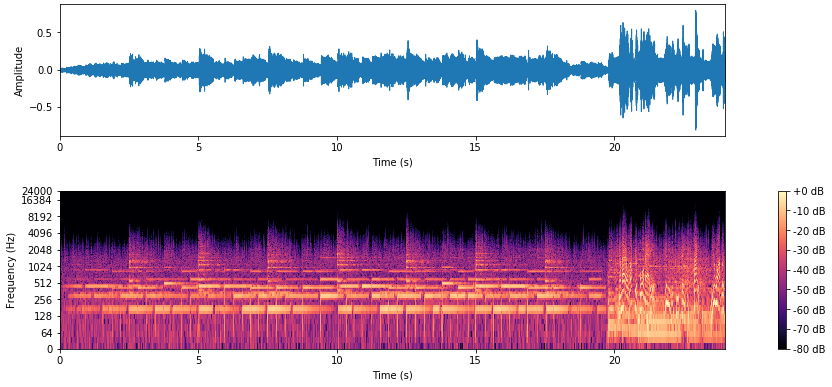 0.5
0.0
−0.5
Amplitude
0 5 10 15 20
Time (s)
24000
16384
8192
4096
2048
1024
512
256
128
64
0
Frequency (Hz)
0 5 10 15 20
Time (s)
+0 dB
-10 dB
-20 dB
-30 dB
-40 dB
-50 dB
-60 dB
-70 dB
-80 dB